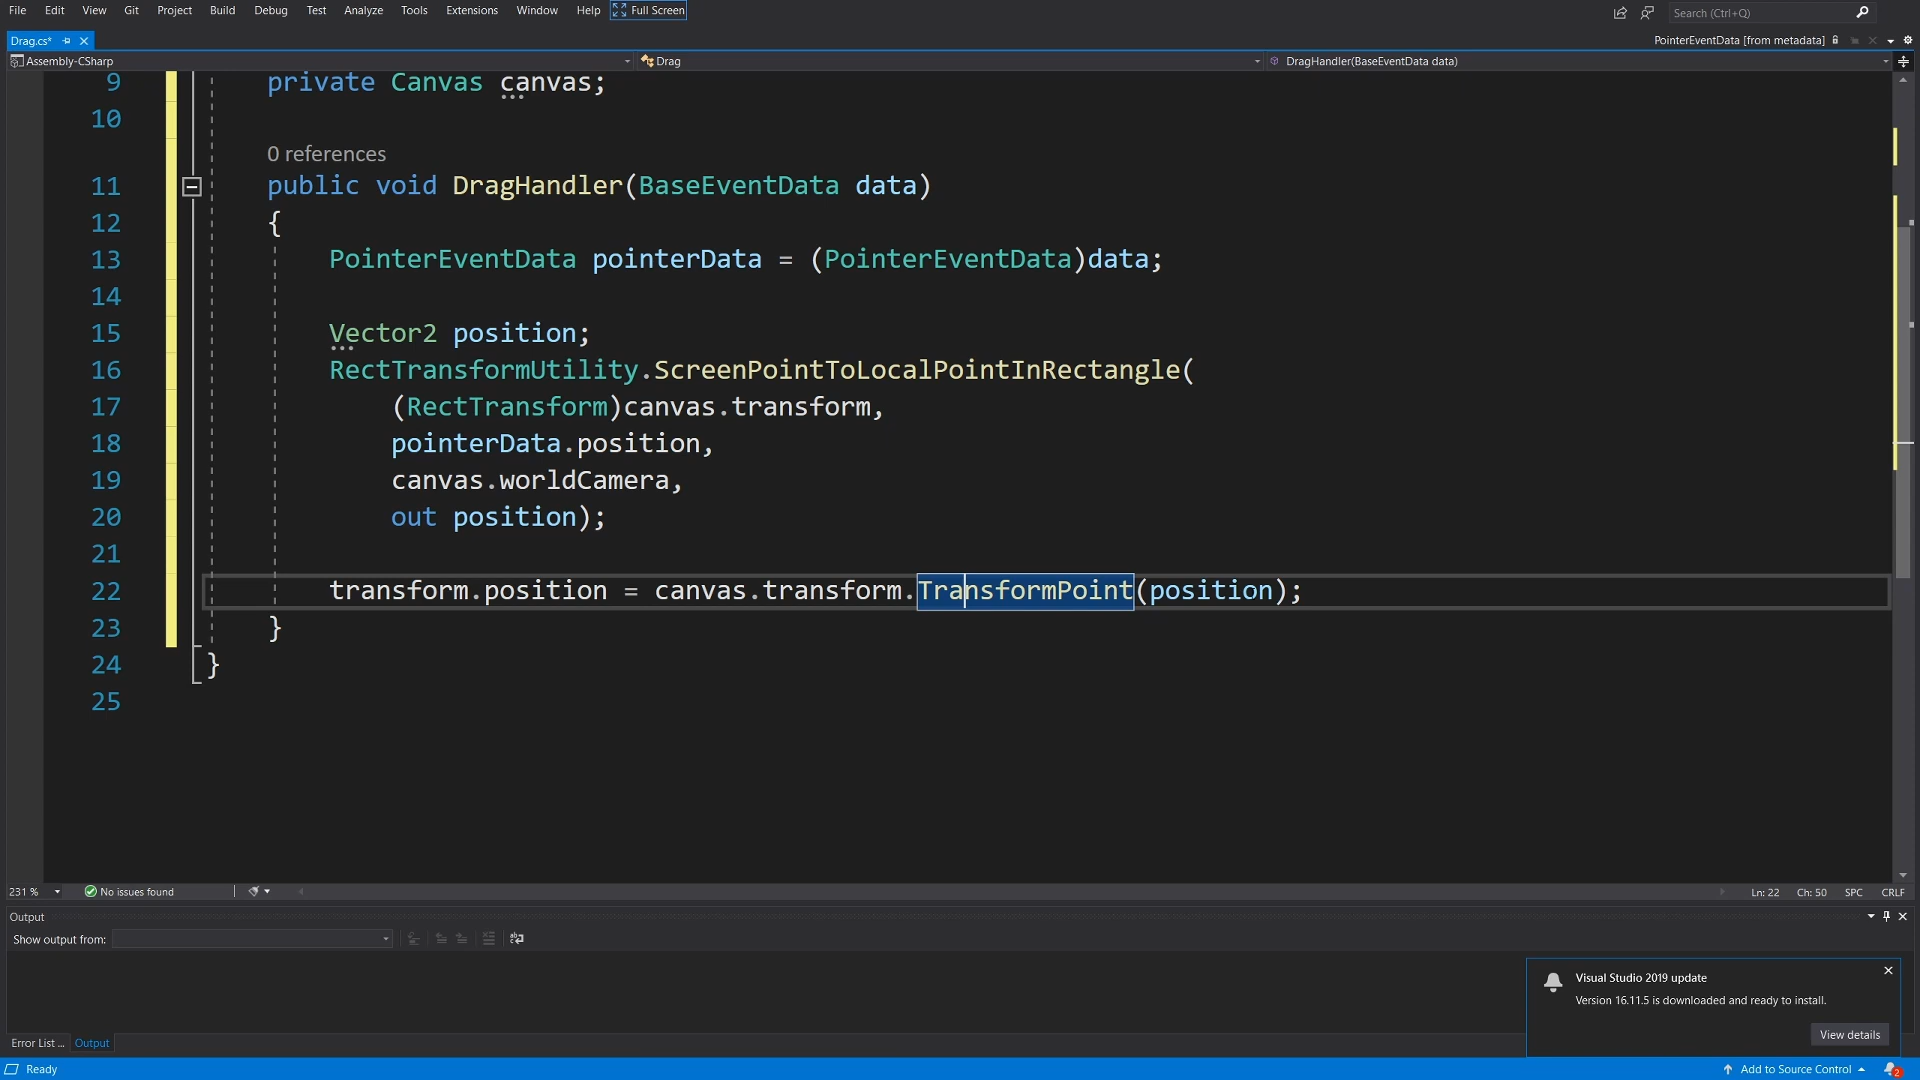 File Edit View Git Project Build Debug Test Analyze Tools Extensions Window Help Full Screen Search (Ctrl+Q)
Drag.cs* PointerEventData [from metadata]
Assembly-CSharp Drag DragHandler(BaseEventData data)
9 private Canvas canvas;
10
0 references
11 public void DragHandler(BaseEventData data)
12 {
13 PointerEventData pointerData = (PointerEventData)data;
14
15 Vector2 position;
16 RectTransformUtility.ScreenPointToLocalPointInRectangle(
17 (RectTransform)canvas.transform,
18 pointerData.position,
19 canvas.worldCamera,
20 out position);
21
22 transform.position = canvas.transform.TransformPoint(position);
23 }
24 }
25
231 % No issues found Ln: 22 Ch: 50 SPC CRLF
Output
Show output from:
Visual Studio 2019 update
Version 16.11.5 is downloaded and ready to install.
View details
Error List ... Output
Ready Add to Source Control 2